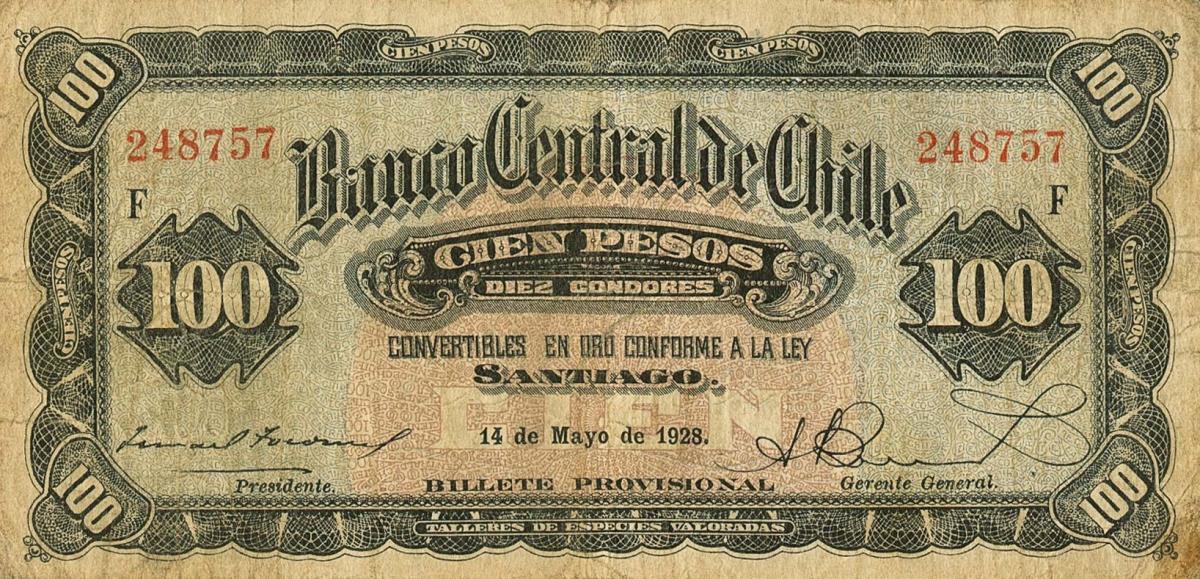 CIEN PESOS CIEN PESOS
100 100
248757 Banco Central de Chile 248757
F F
CIEN PESOS
DIEZ CONDORES
100 100
CIEN PESOS CIEN PESOS
CONVERTIBLES EN ORO CONFORME A LA LEY
SANTIAGO.
CIEN
14 de Mayo de 1928.
Presidente. BILLETE PROVISIONAL Gerente General.
100 100
TALLERES DE ESPECIES VALORADAS